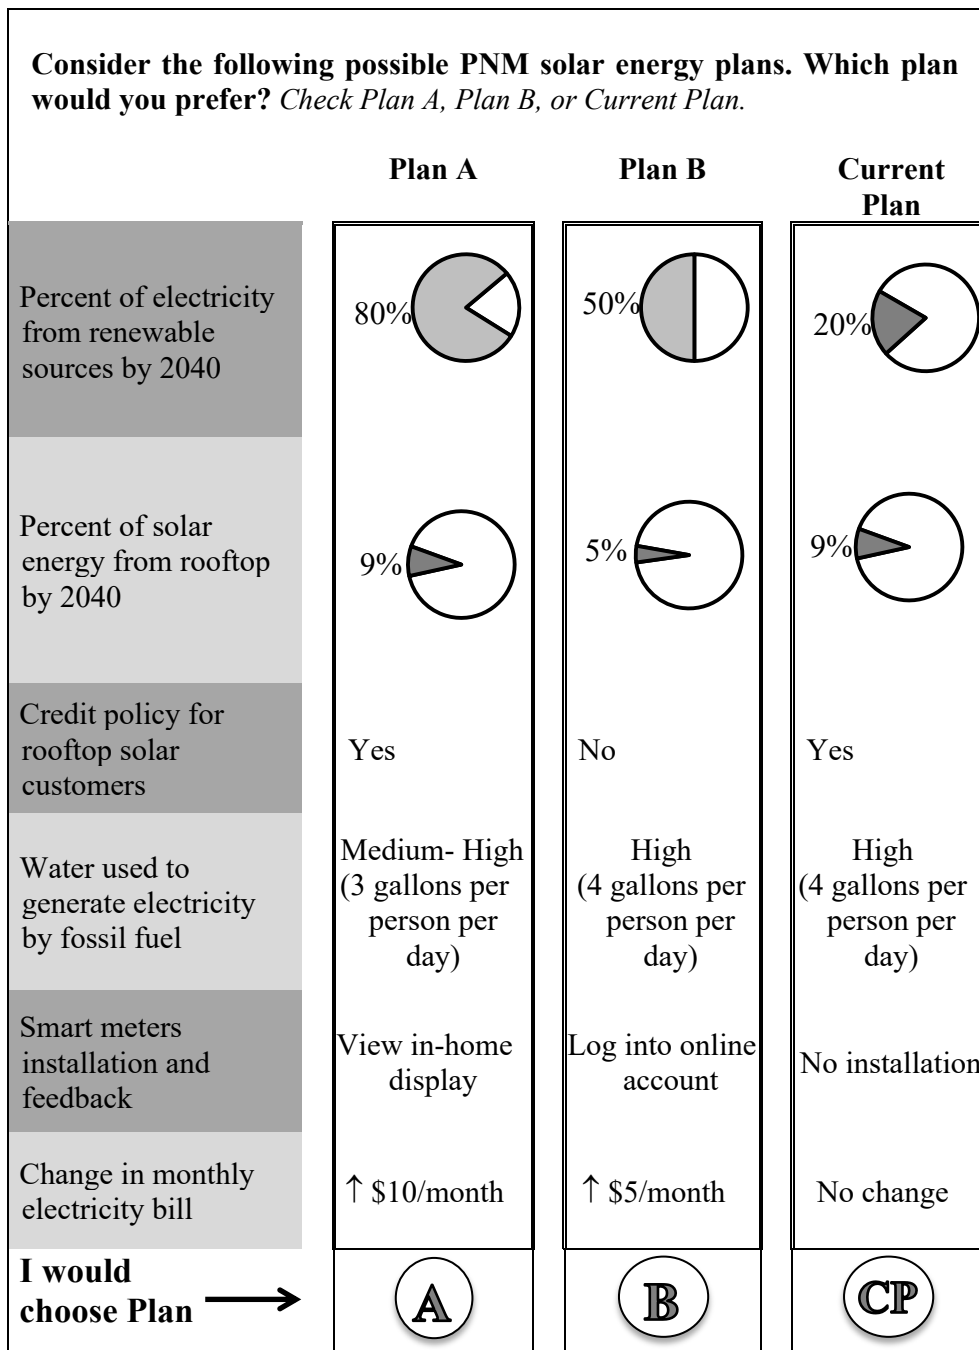 Consider the following possible PNM solar energy plans. Which plan
would you prefer? Check Plan A, Plan B, or Current Plan.
Plan A
Plan B
Current
Plan
Percent of electricity
from renewable
sources by 2040
80%
50%
20%
Percent of solar
energy from rooftop
by 2040
9%
5%
9%
Credit policy for
rooftop solar
customers
Yes
No
Yes
Water used to
generate electricity
by fossil fuel
Medium- High
(3 gallons per
person per
day)
High
(4 gallons per
person per
day)
High
(4 gallons per
person per
day)
Smart meters
installation and
feedback
View in-home
display
Log into online
account
No installation
Change in monthly
electricity bill
↑ $10/month
↑ $5/month
No change
I would
choose Plan
A
B
CP